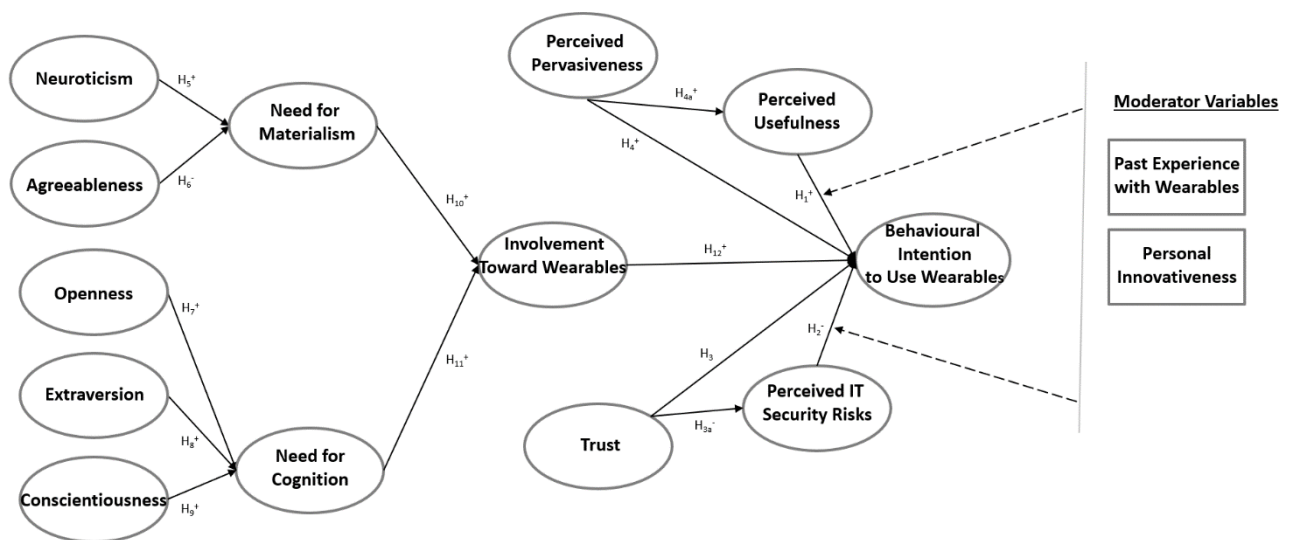 Neuroticism
H5+
Agreeableness
H6-
Need for
Materialism
Openness
H7+
Extraversion
H8+
Conscientiousness
H9+
Need for
Cognition
H10+
H11+
Involvement
Toward Wearables
H12+
Perceived
Pervasiveness
H4a+
H4+
Perceived
Usefulness
H1+
Behavioural
Intention
to Use Wearables
H2-
H3
Trust
H3a-
Perceived IT
Security Risks
Moderator Variables
Past Experience
with Wearables
Personal
Innovativeness